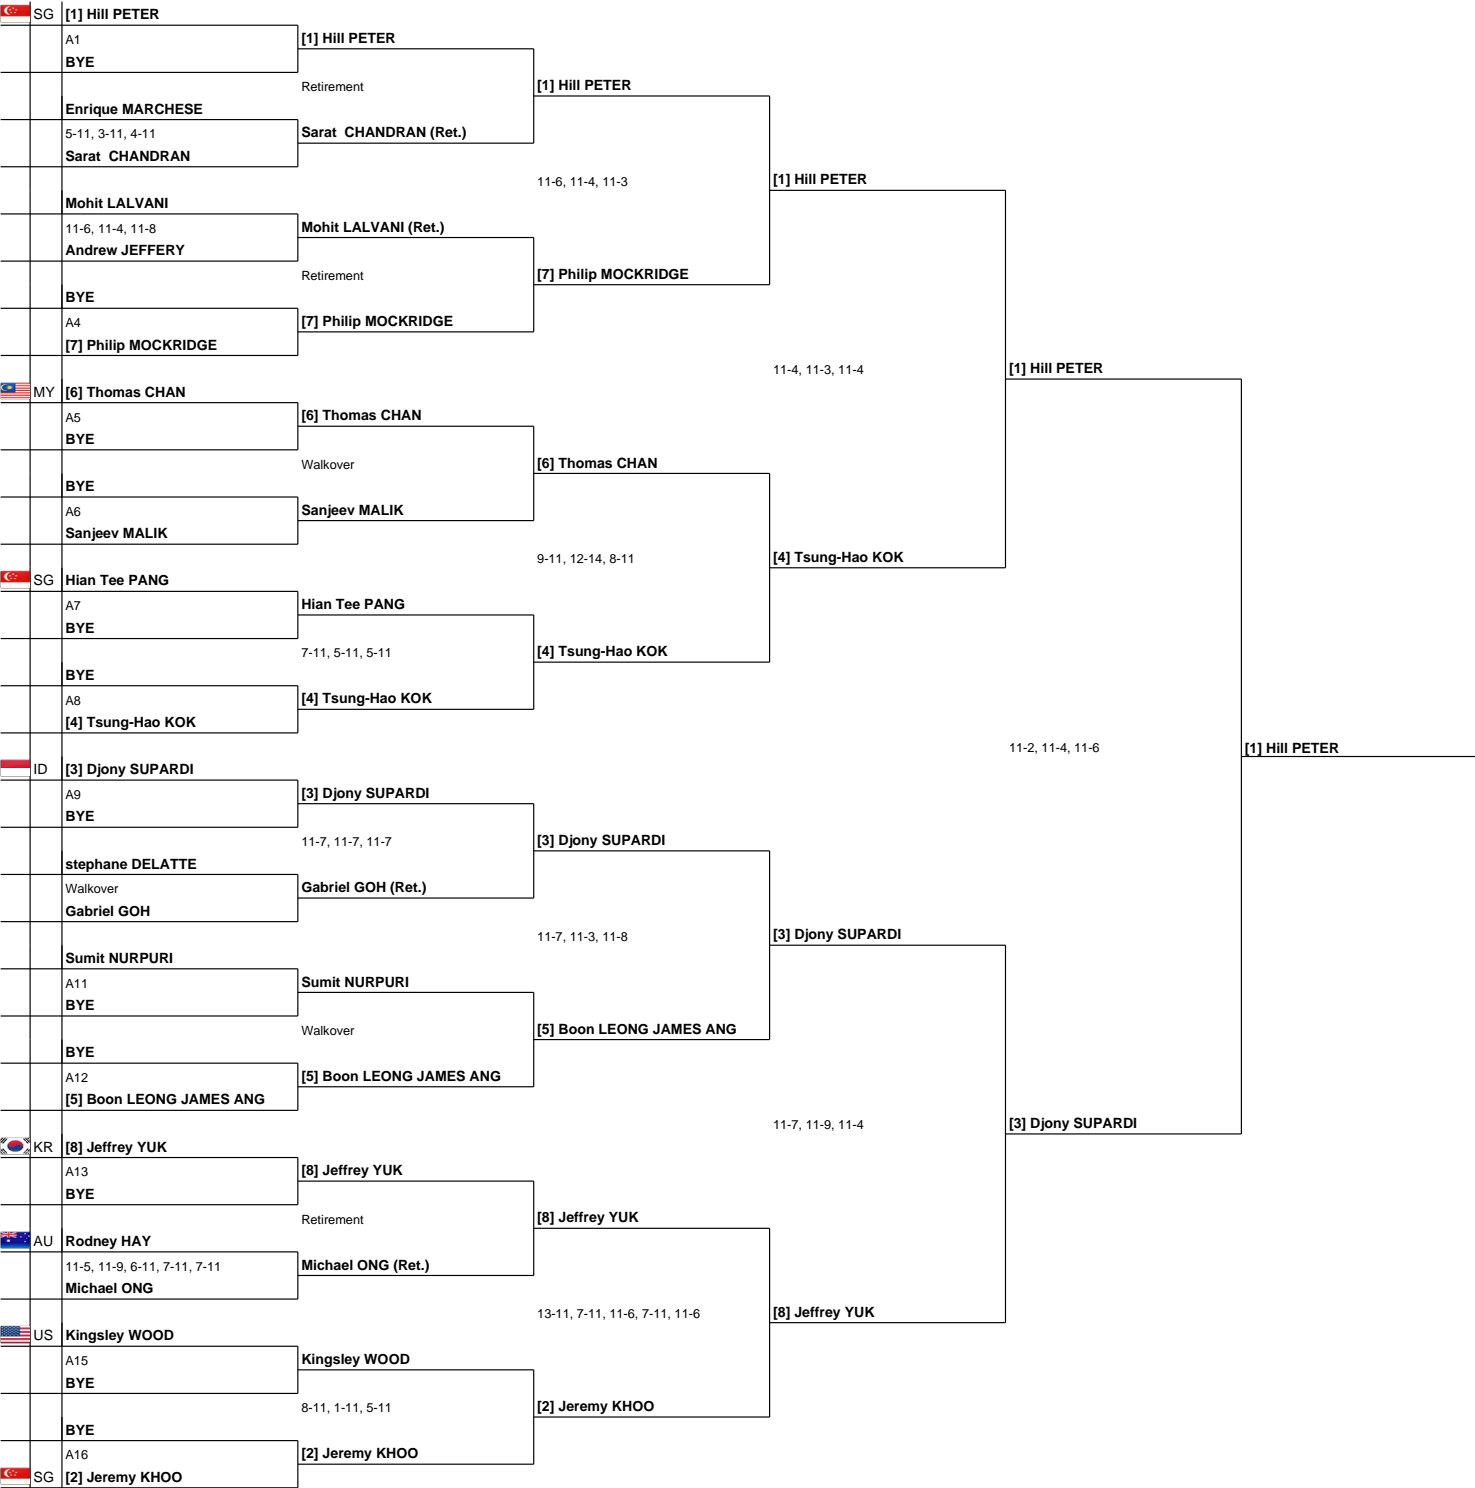 SG [1] Hill PETER
A1
[1] Hill PETER
BYE
Retirement
[1] Hill PETER
Enrique MARCHESE
5-11, 3-11, 4-11
Sarat  CHANDRAN (Ret.)
Sarat  CHANDRAN
11-6, 11-4, 11-3
[1] Hill PETER
Mohit LALVANI
11-6, 11-4, 11-8
Mohit LALVANI (Ret.)
Andrew JEFFERY
Retirement
[7] Philip MOCKRIDGE
BYE
A4
[7] Philip MOCKRIDGE
[7] Philip MOCKRIDGE
11-4, 11-3, 11-4
[1] Hill PETER
MY [6] Thomas CHAN
A5
[6] Thomas CHAN
BYE
Walkover
[6] Thomas CHAN
BYE
A6
Sanjeev MALIK
Sanjeev MALIK
9-11, 12-14, 8-11
[4] Tsung-Hao KOK
SG Hian Tee PANG
A7
Hian Tee PANG
BYE
7-11, 5-11, 5-11
[4] Tsung-Hao KOK
BYE
A8
[4] Tsung-Hao KOK
[4] Tsung-Hao KOK
11-2, 11-4, 11-6
[1] Hill PETER
ID [3] Djony SUPARDI
A9
[3] Djony SUPARDI
BYE
11-7, 11-7, 11-7
[3] Djony SUPARDI
stephane DELATTE
Walkover
Gabriel GOH (Ret.)
Gabriel GOH
11-7, 11-3, 11-8
[3] Djony SUPARDI
Sumit NURPURI
A11
Sumit NURPURI
BYE
Walkover
[5] Boon LEONG JAMES ANG
BYE
A12
[5] Boon LEONG JAMES ANG
[5] Boon LEONG JAMES ANG
11-7, 11-9, 11-4
[3] Djony SUPARDI
KR [8] Jeffrey YUK
A13
[8] Jeffrey YUK
BYE
Retirement
[8] Jeffrey YUK
AU Rodney HAY
11-5, 11-9, 6-11, 7-11, 7-11
Michael ONG (Ret.)
Michael ONG
13-11, 7-11, 11-6, 7-11, 11-6
[8] Jeffrey YUK
US Kingsley WOOD
A15
Kingsley WOOD
BYE
8-11, 1-11, 5-11
[2] Jeremy KHOO
BYE
A16
[2] Jeremy KHOO
SG [2] Jeremy KHOO